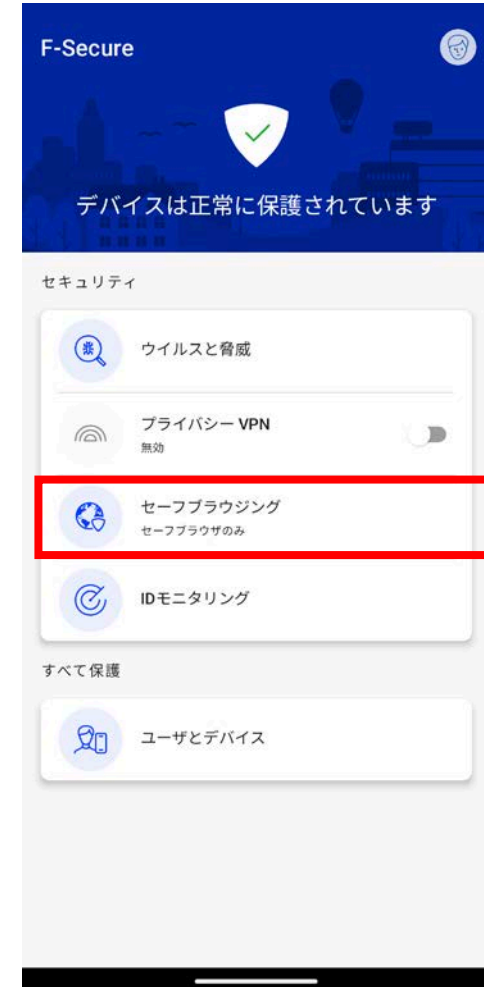 F-Secure
デバイスは正常に保護されています
セキュリティ
ウイルスと脅威
プライバシー VPN
無効
セーフブラウジング
セーフブラウザのみ
IDモニタリング
すべて保護
ユーザとデバイス